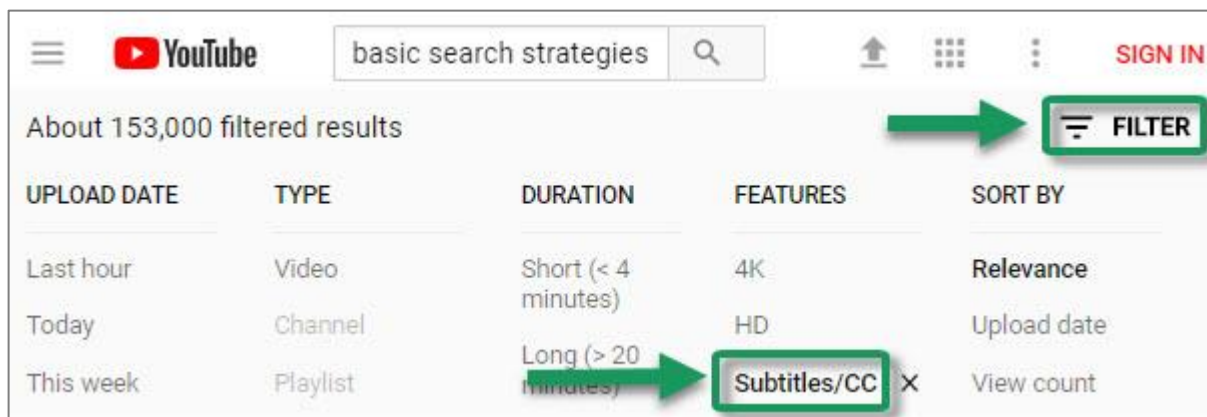 YouTube basic search strategies SIGN IN
About 153,000 filtered results FILTER
UPLOAD DATE TYPE DURATION FEATURES SORT BY
Last hour Video Short (< 4 minutes) 4K Relevance
Today Channel HD Upload date
This week Playlist Long (> 20 minutes) Subtitles/CC × View count